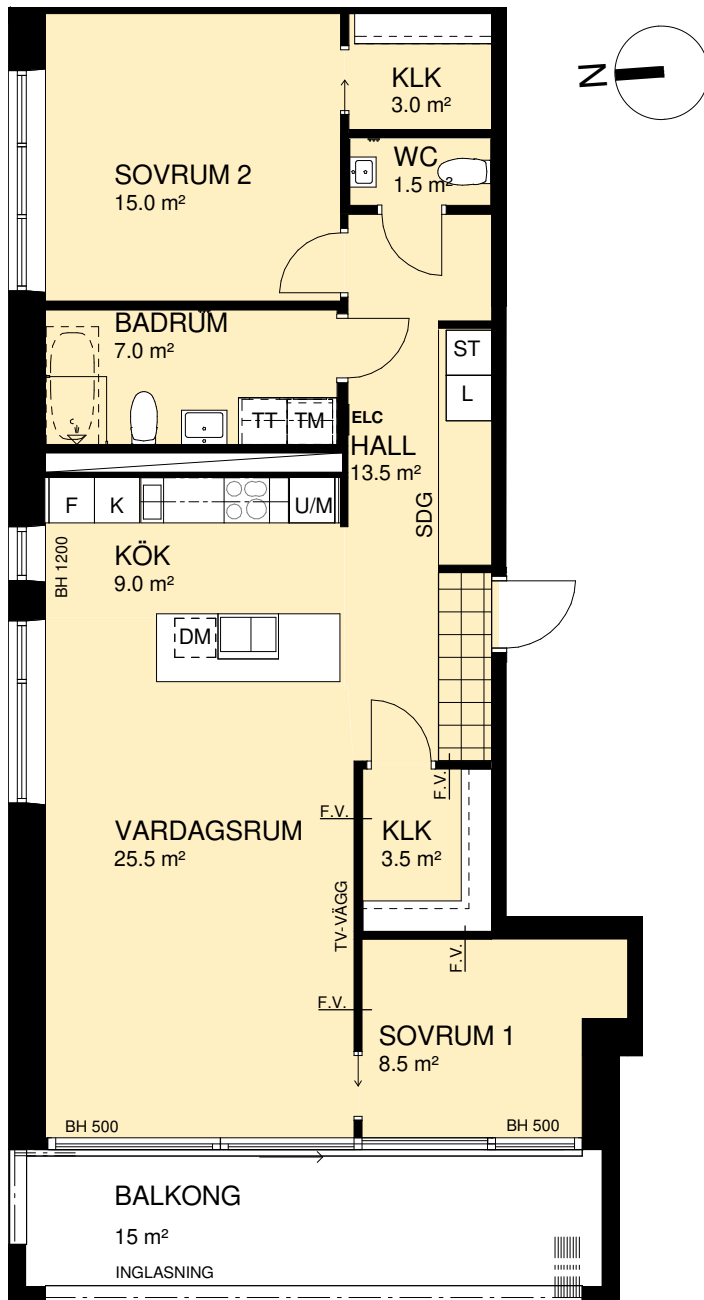 KLK
3.0 m²
N
WC
1.5 m²
SOVRUM 2
15.0 m²
BADRUM
7.0 m²
ST
L
C
TT
TM
ELC
HALL
13.5 m²
SDG
F
K
U/M
BH 1200
KÖK
9.0 m²
DM
F.V.
F.V.
VARDAGSRUM
25.5 m²
KLK
3.5 m²
TV-VÄGG
F.V.
F.V.
SOVRUM 1
8.5 m²
BH 500
BH 500
BALKONG
15 m²
INGLASNING